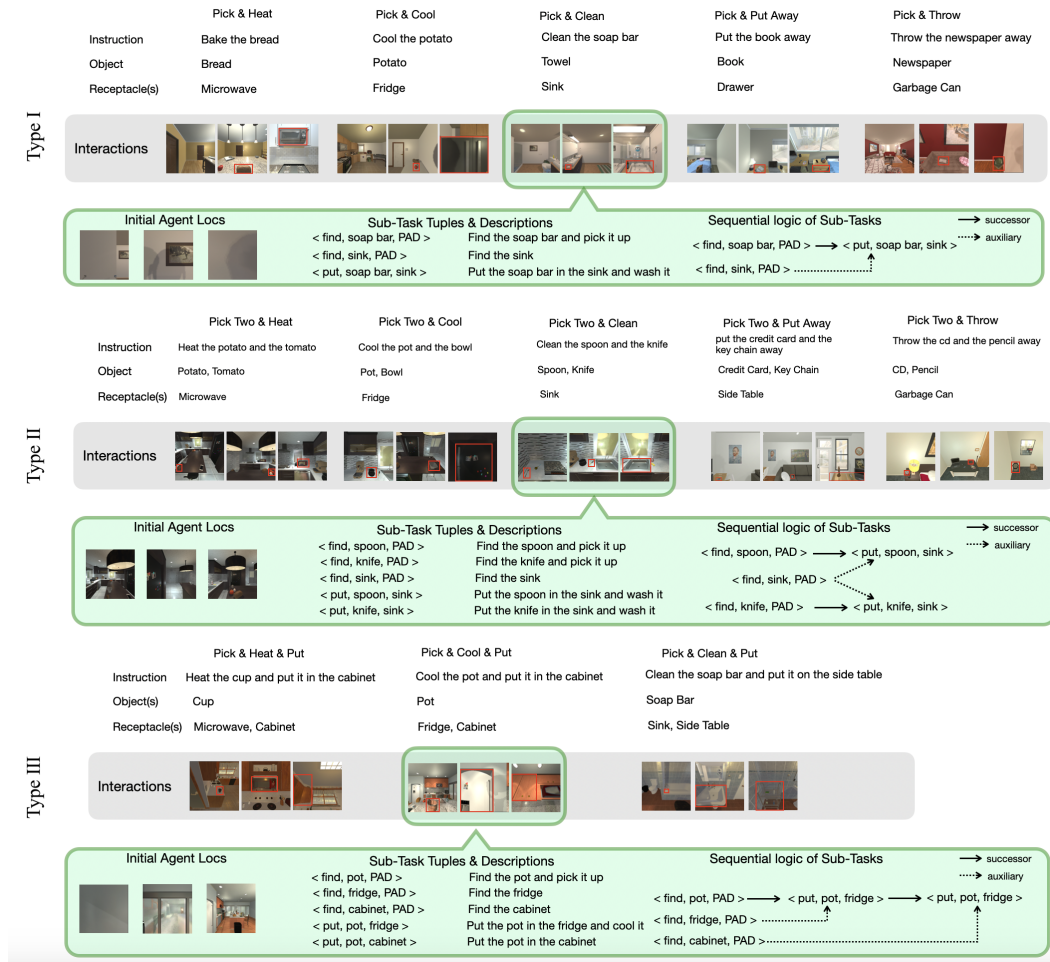 Pick & Heat Pick & Cool Pick & Clean Pick & Put Away Pick & Throw
Instruction Bake the bread Cool the potato Clean the soap bar Put the book away Throw the newspaper away
Object Bread Potato Towel Book Newspaper
Receptacle(s) Microwave Fridge Sink Drawer Garbage Can
Type I
Interactions
Initial Agent Locs Sub-Task Tuples & Descriptions Sequential logic of Sub-Tasks successor
auxiliary
< find, soap bar, PAD > Find the soap bar and pick it up
< find, sink, PAD > Find the sink
< put, soap bar, sink > Put the soap bar in the sink and wash it
< find, soap bar, PAD > < put, soap bar, sink >
< find, sink, PAD >
Pick Two & Heat Pick Two & Cool Pick Two & Clean Pick Two & Put Away Pick Two & Throw
Instruction Heat the potato and the tomato Cool the pot and the bowl Clean the spoon and the knife put the credit card and the key chain away Throw the cd and the pencil away
Object Potato, Tomato Pot, Bowl Spoon, Knife Credit Card, Key Chain CD, Pencil
Receptacle(s) Microwave Fridge Sink Side Table Garbage Can
Type II
Interactions
Initial Agent Locs Sub-Task Tuples & Descriptions Sequential logic of Sub-Tasks successor
auxiliary
< find, spoon, PAD > Find the spoon and pick it up
< find, knife, PAD > Find the knife and pick it up
< find, sink, PAD > Find the sink
< put, spoon, sink > Put the spoon in the sink and wash it
< put, knife, sink > Put the knife in the sink and wash it
< find, spoon, PAD > < put, spoon, sink >
< find, sink, PAD >
< find, knife, PAD > < put, knife, sink >
Pick & Heat & Put Pick & Cool & Put Pick & Clean & Put
Instruction Heat the cup and put it in the cabinet Cool the pot and put it in the cabinet Clean the soap bar and put it on the side table
Object(s) Cup Pot Soap Bar
Receptacle(s) Microwave, Cabinet Fridge, Cabinet Sink, Side Table
Type III
Interactions
Initial Agent Locs Sub-Task Tuples & Descriptions Sequential logic of Sub-Tasks successor
auxiliary
< find, pot, PAD > Find the pot and pick it up
< find, fridge, PAD > Find the fridge
< find, cabinet, PAD > Find the cabinet
< put, pot, fridge > Put the pot in the fridge and cool it
< put, pot, cabinet > Put the pot in the cabinet
< find, pot, PAD > < put, pot, fridge > < put, pot, fridge >
< find, fridge, PAD >
< find, cabinet, PAD>